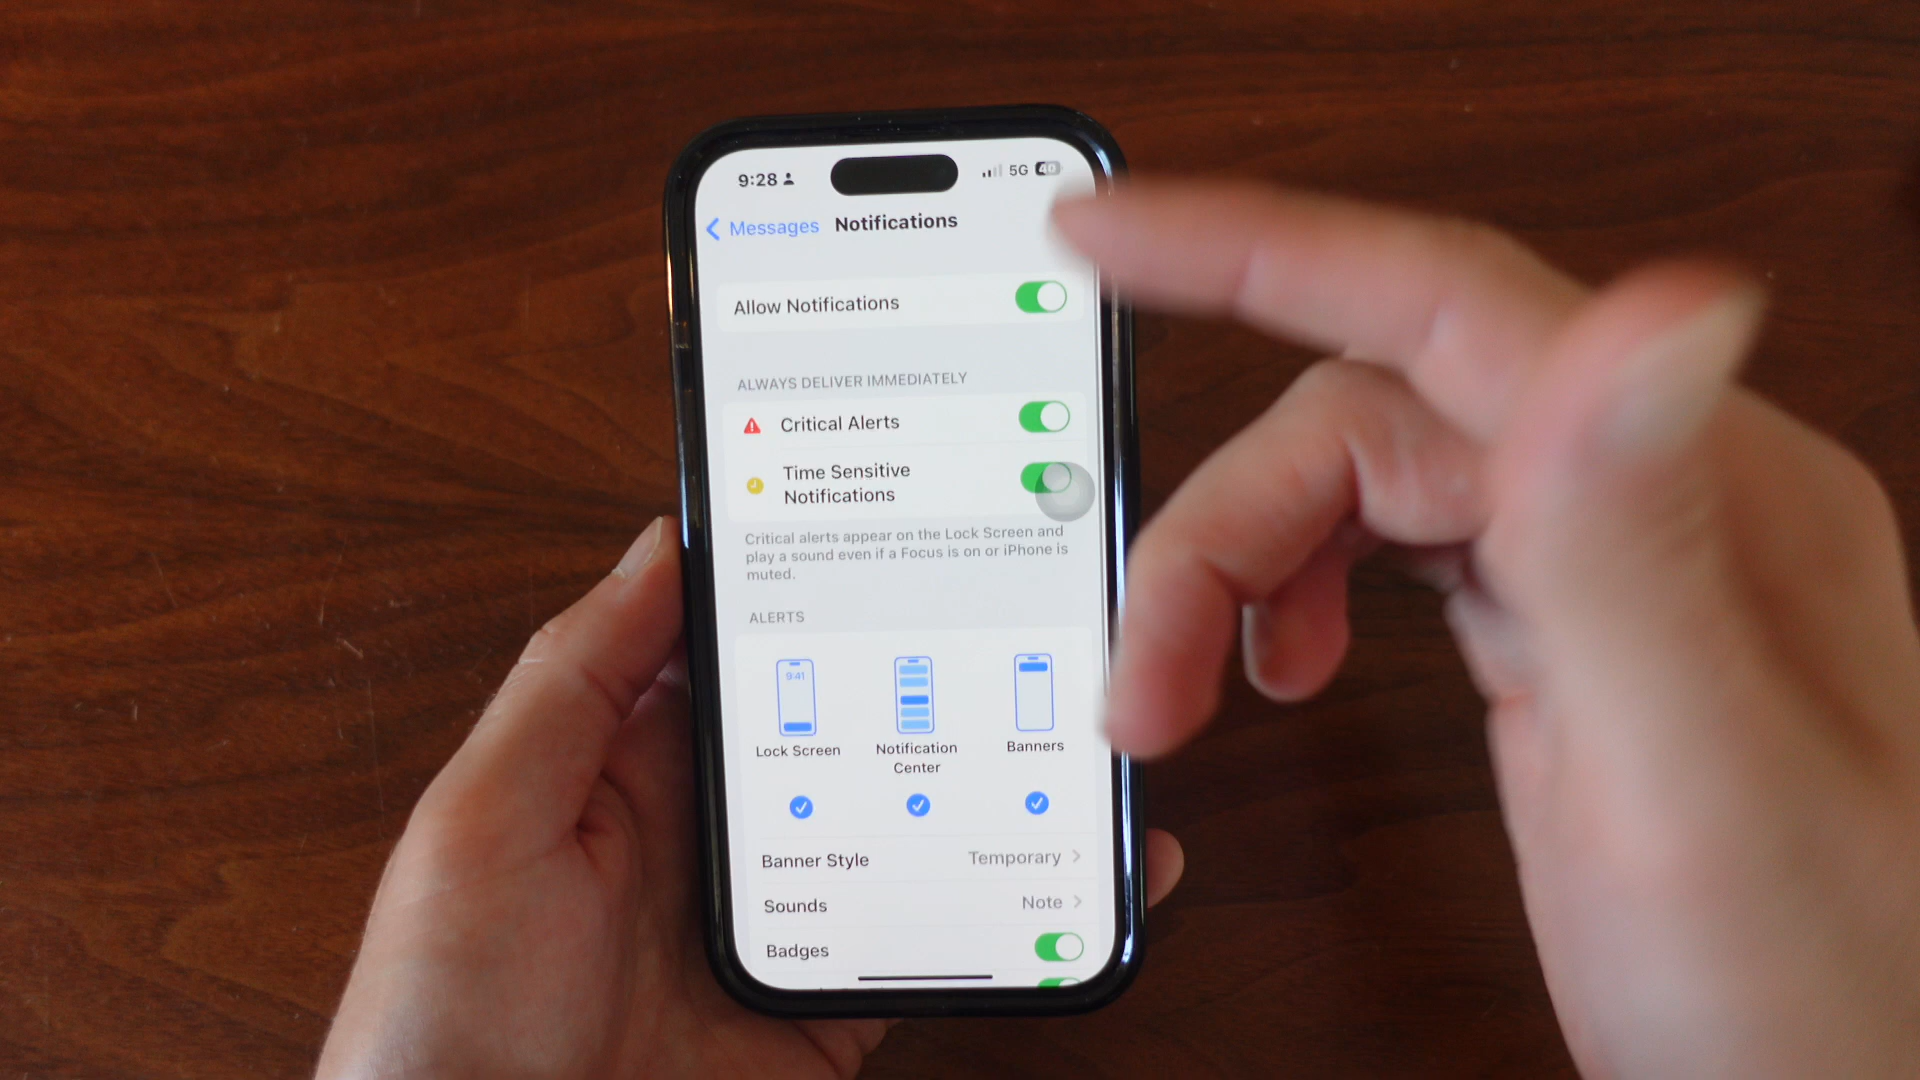 9:28 5G 40
Messages Notifications
Allow Notifications
ALWAYS DELIVER IMMEDIATELY
Critical Alerts
Time Sensitive
Notifications
Critical alerts appear on the Lock Screen and
play a sound even if a Focus is on or iPhone is
muted.
ALERTS
9:41
Lock Screen Notification Center Banners
Banner Style Temporary
Sounds Note
Badges